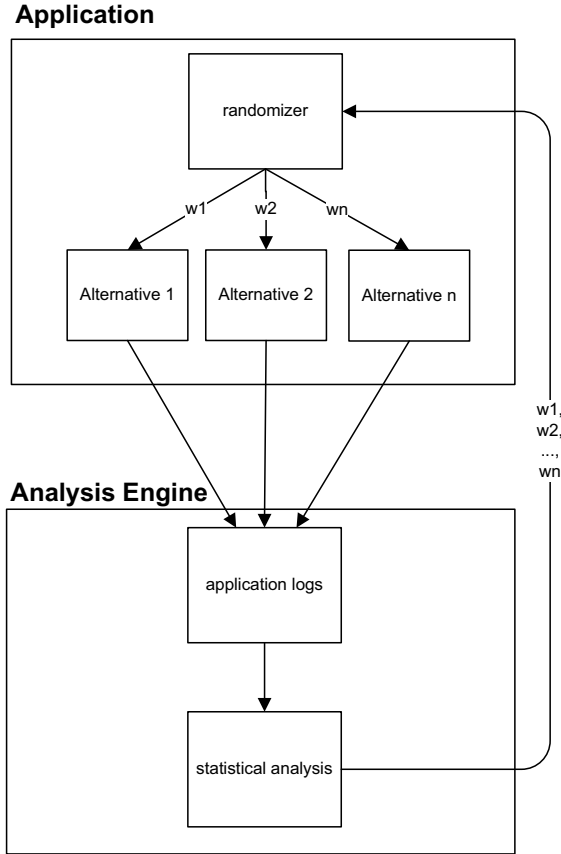 Application
randomizer
w1
w2
wn
Alternative 1
Alternative 2
Alternative n
w1,
w2,
...,
wn
Analysis Engine
application logs
statistical analysis